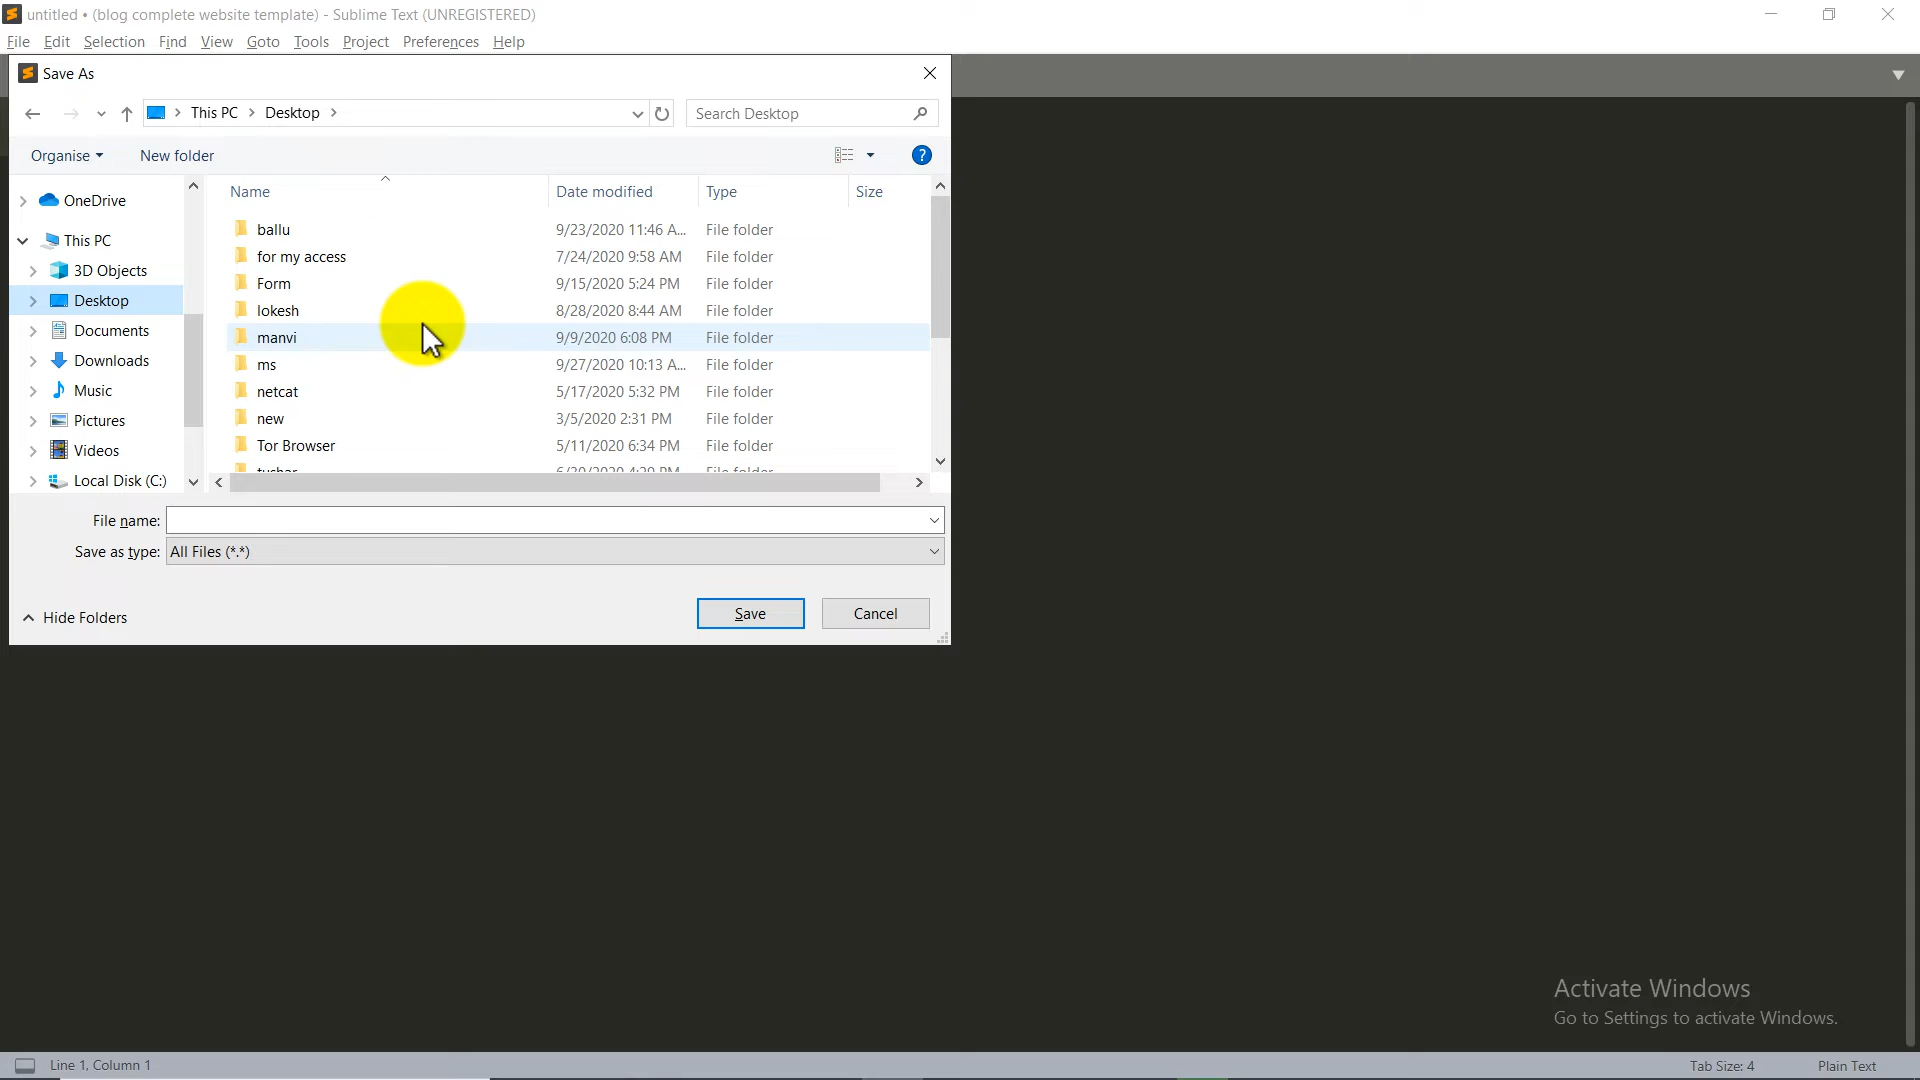 untitled • (blog complete website template) - Sublime Text (UNREGISTERED)
File Edit Selection Find View Goto Tools Project Preferences Help
Save As
This PC > Desktop >
Search Desktop
Organise New folder
Name Date modified Type Size
OneDrive
This PC
3D Objects
Desktop
Documents
Downloads
Music
Pictures
Videos
Local Disk (C:)
ballu 9/23/2020 11:46 A... File folder
for my access 7/24/2020 9:58 AM File folder
Form 9/15/2020 5:24 PM File folder
lokesh 8/28/2020 8:44 AM File folder
manvi 9/9/2020 6:08 PM File folder
ms 9/27/2020 10:13 A... File folder
netcat 5/17/2020 5:32 PM File folder
new 3/5/2020 2:31 PM File folder
Tor Browser 5/11/2020 6:34 PM File folder
File name:
Save as type: All Files (*.*)
Hide Folders
Save Cancel
Activate Windows
Go to Settings to activate Windows.
Line 1, Column 1 Tab Size: 4 Plain Text